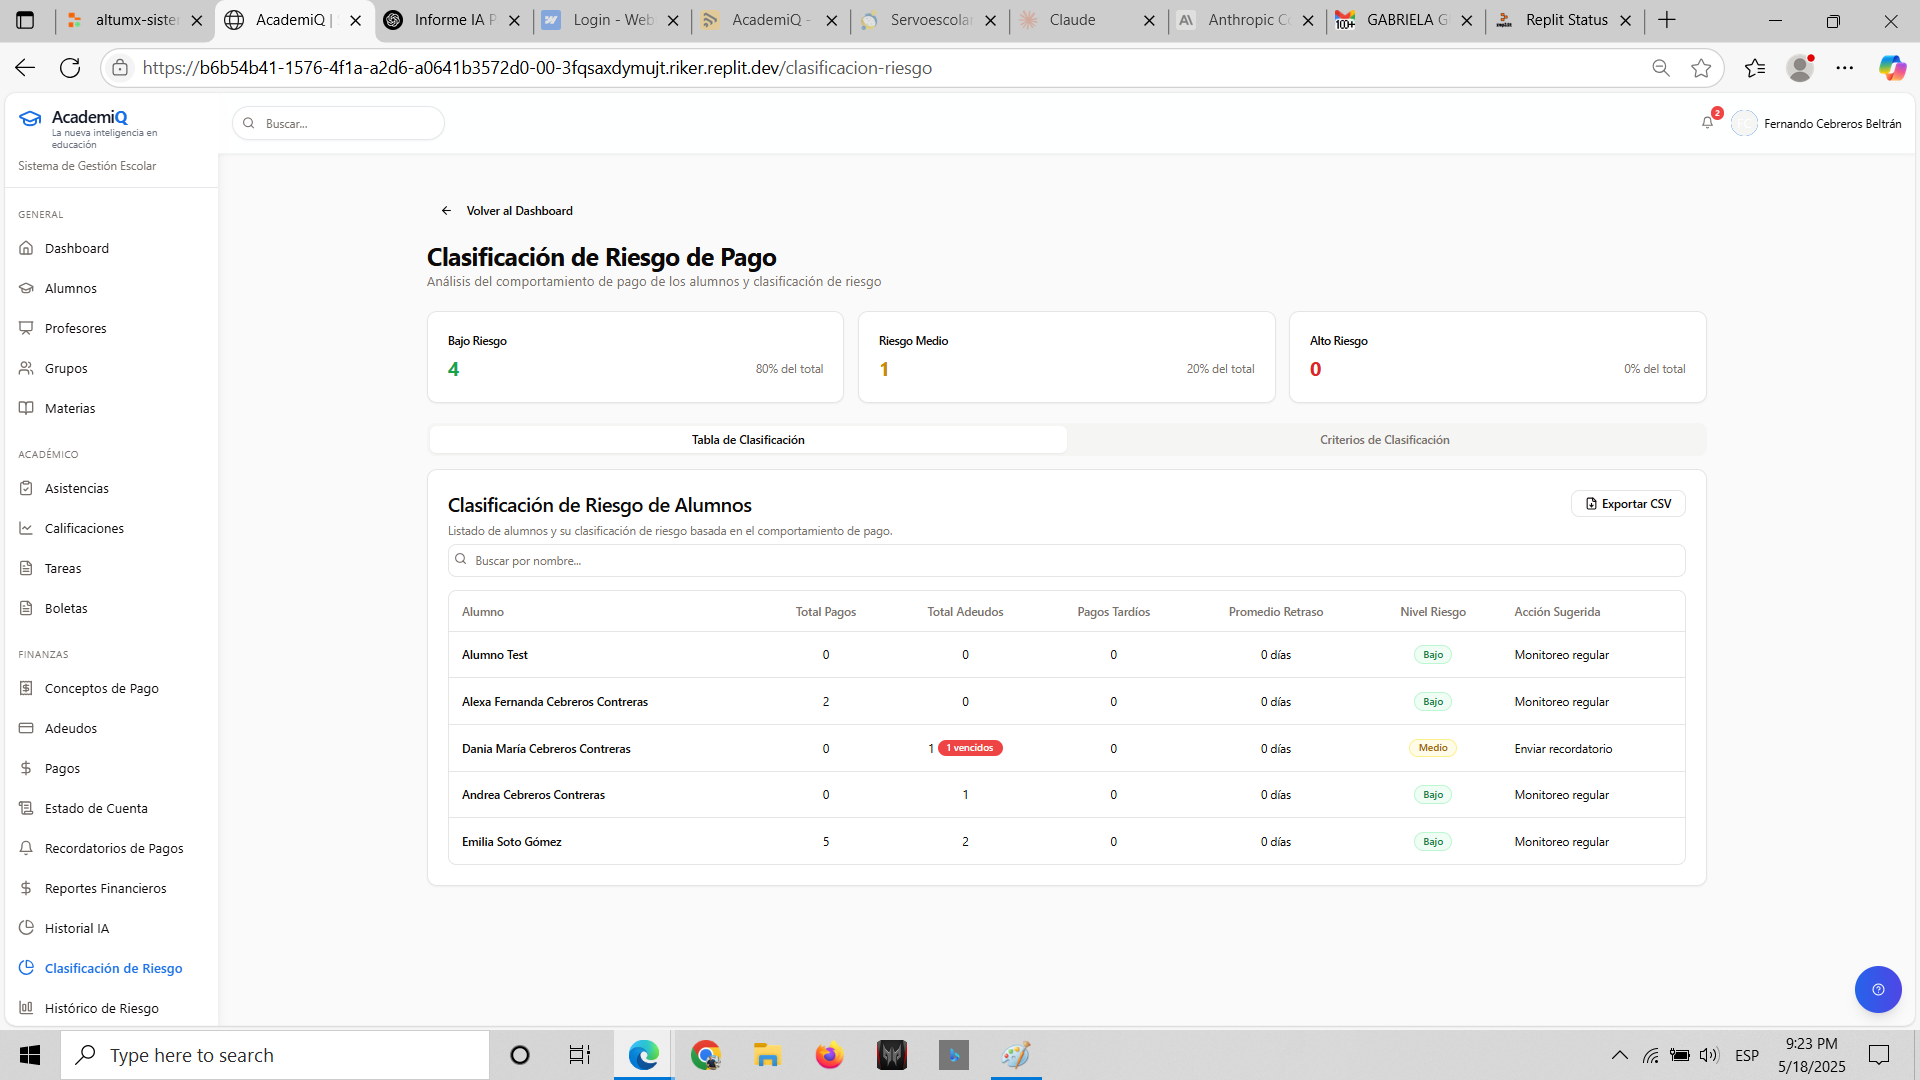 altumx-sister
AcademiQ |
Informe IA P
Login - Web
AcademiQ -
Servoescolar
Claude
Anthropic C
GABRIELA G
Replit Status
https://b6b54b41-1576-4f1a-a2d6-a0641b3572d0-00-3fqsaxdymujt.riker.replit.dev/clasificacion-riesgo
AcademiQ
La nueva inteligencia en
educación
Sistema de Gestión Escolar
Buscar...
2
Fernando Cebreros Beltrán
GENERAL
Dashboard
Alumnos
Profesores
Grupos
Materias
ACADÉMICO
Asistencias
Calificaciones
Tareas
Boletas
FINANZAS
Conceptos de Pago
Adeudos
Pagos
Estado de Cuenta
Recordatorios de Pagos
Reportes Financieros
Historial IA
Clasificación de Riesgo
Histórico de Riesgo
Volver al Dashboard
Clasificación de Riesgo de Pago
Análisis del comportamiento de pago de los alumnos y clasificación de riesgo
Bajo Riesgo
4 80% del total
Riesgo Medio
1 20% del total
Alto Riesgo
0 0% del total
Tabla de Clasificación Criterios de Clasificación
Clasificación de Riesgo de Alumnos
Exportar CSV
Listado de alumnos y su clasificación de riesgo basada en el comportamiento de pago.
Buscar por nombre...
Alumno Total Pagos Total Adeudos Pagos Tardíos Promedio Retraso Nivel Riesgo Acción Sugerida
Alumno Test 0 0 0 0 días Bajo Monitoreo regular
Alexa Fernanda Cebreros Contreras 2 0 0 0 días Bajo Monitoreo regular
Dania María Cebreros Contreras 0 1 1 vencidos 0 0 días Medio Enviar recordatorio
Andrea Cebreros Contreras 0 1 0 0 días Bajo Monitoreo regular
Emilia Soto Gómez 5 2 0 0 días Bajo Monitoreo regular
Type here to search
ESP
9:23 PM
5/18/2025